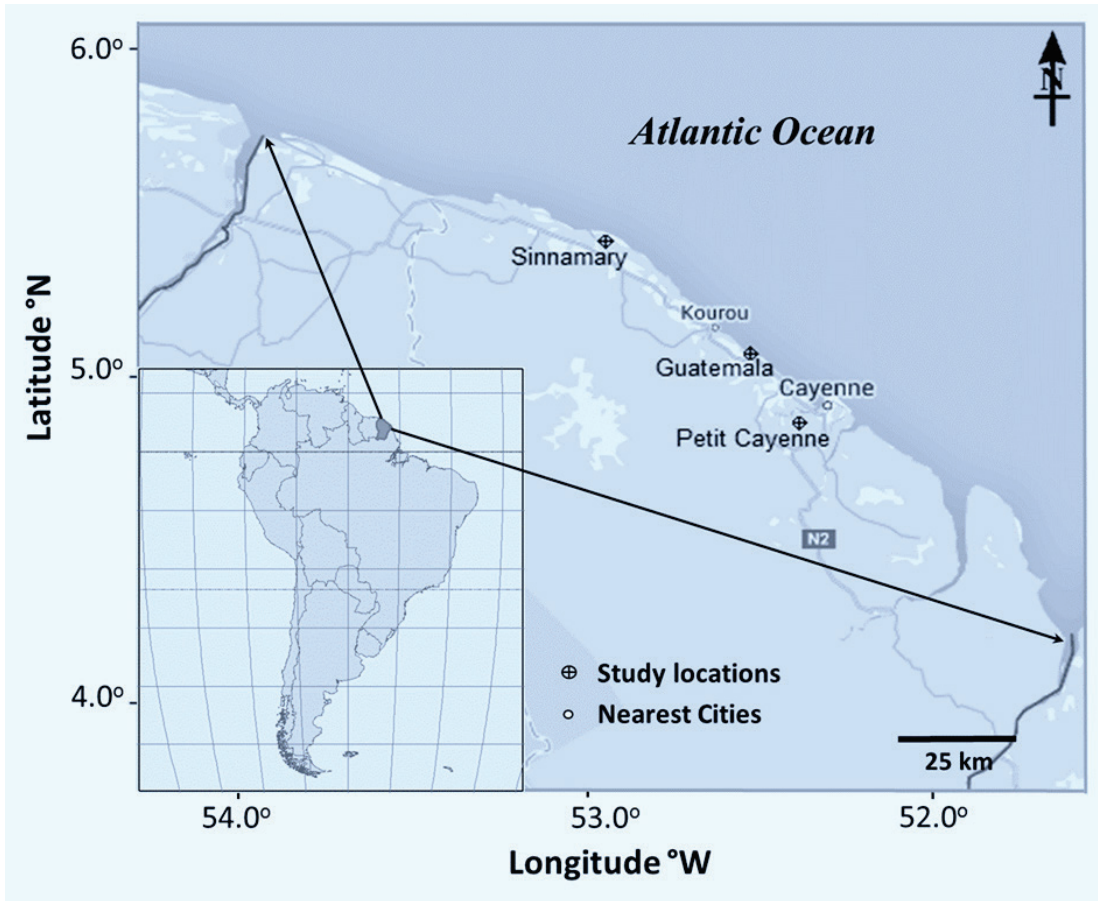 6.0°
Atlantic Ocean
N
Sinnamary
Kourou
5.0°
Guatemala
Cayenne
Petit Cayenne
Latitude °N
N2
Study locations
4.0°
Nearest Cities
25 km
54.0°
53.0°
52.0°
Longitude °W